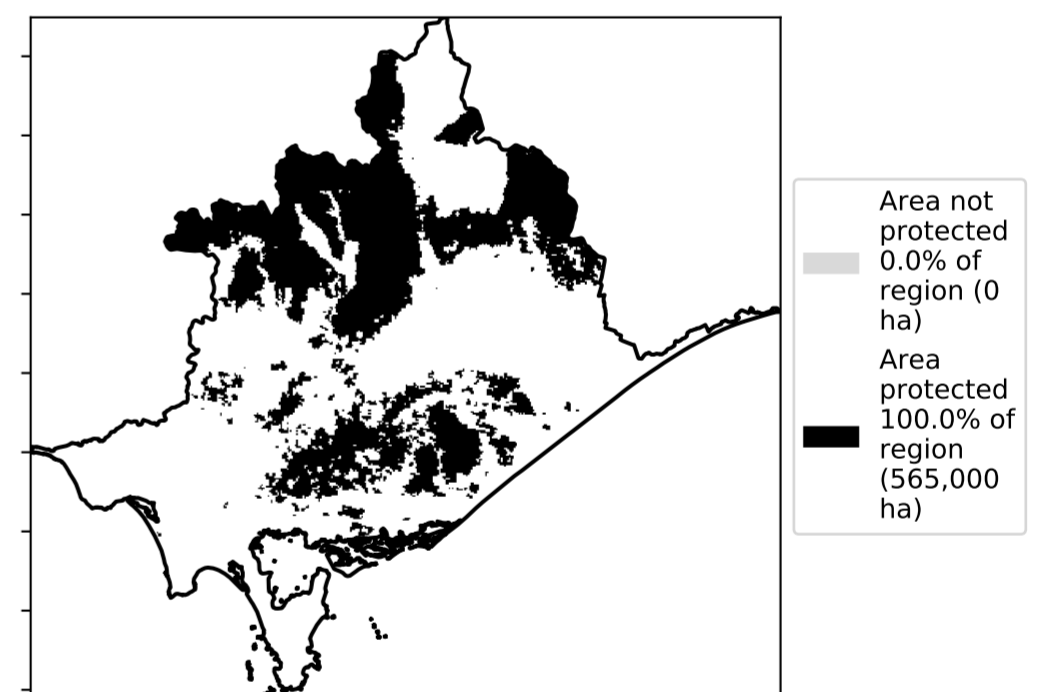 Area not
protected
0.0% of
region (0
ha)
Area
protected
100.0% of
region
(565,000
ha)